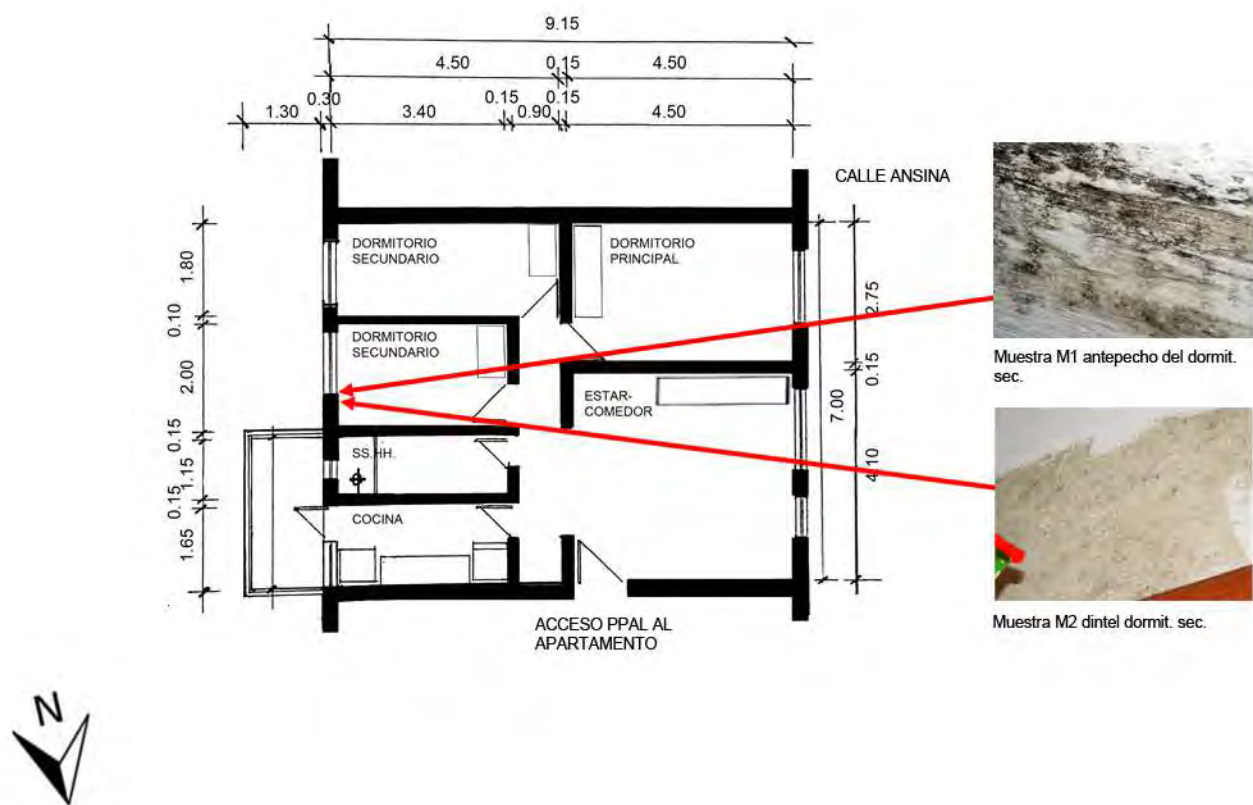 9.15
4.50 0.15 4.50
1.30 0.30 3.40 0.15 0.90 0.15 4.50
CALLE ANSINA
DORMITORIO
SECUNDARIO
DORMITORIO
PRINCIPAL
1.80
0.10
2.00
0.15
1.15
0.15
1.65
DORMITORIO
SECUNDARIO
ESTAR-
COMEDOR
SS.HH.
COCINA
2.75
0.15
7.00
4.10
Muestra M1 antepecho del dormit.
sec.
Muestra M2 dintel dormit. sec.
ACCESO PPAL AL
APARTAMENTO
N